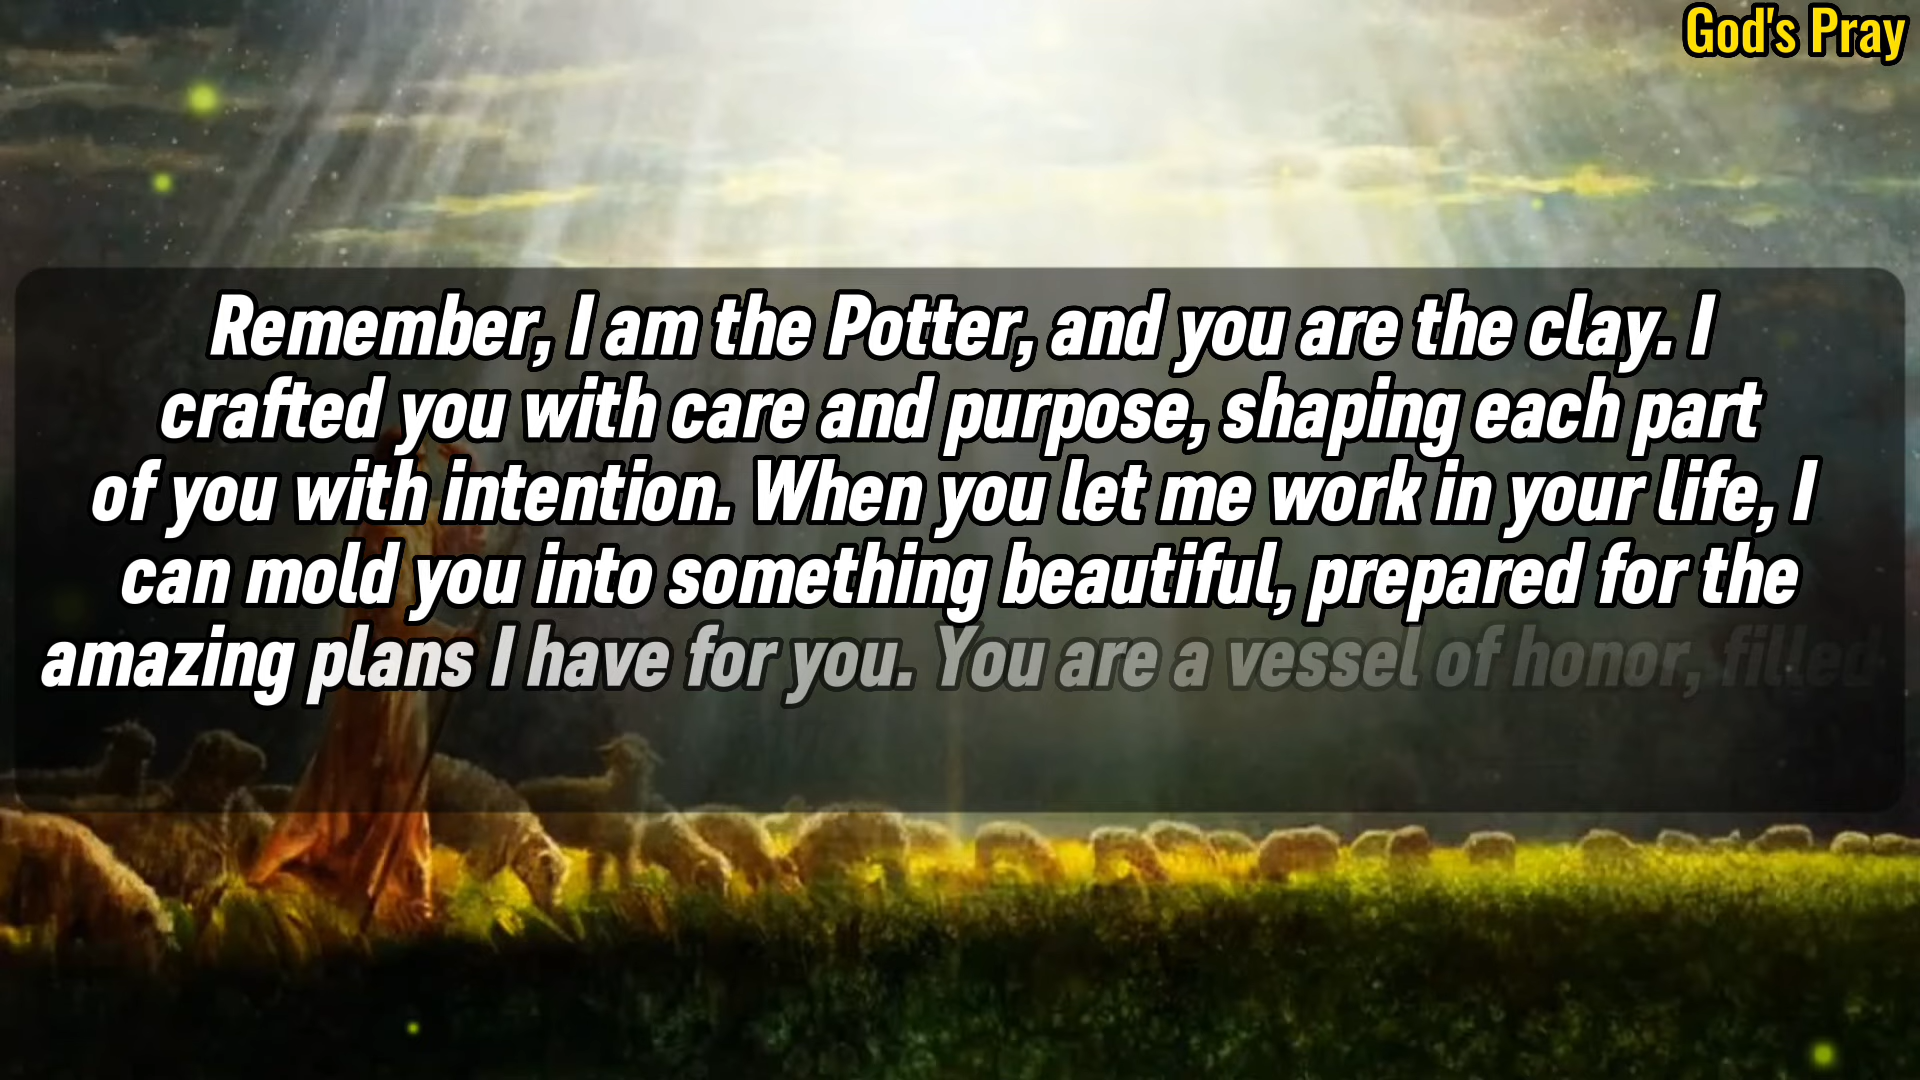 God's Pray
Remember, I am the Potter, and you are the clay. I
crafted you with care and purpose, shaping each part
of you with intention. When you let me work in your life, I
can mold you into something beautiful, prepared for the
amazing plans I have for you. You are a vessel of honor, filled